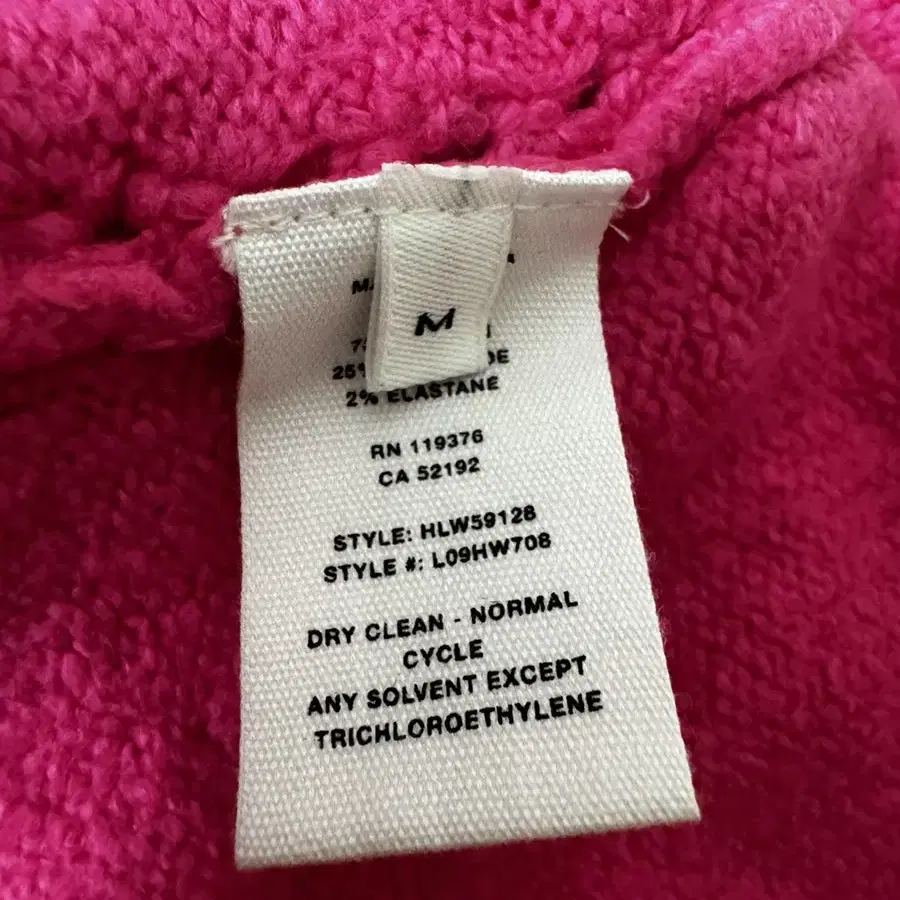 M
2% ELASTANE
RN 119376
CA 52192
STYLE: HLW59128
STYLE #: L09HW708
DRY CLEAN - NORMAL
CYCLE
ANY SOLVENT EXCEPT
TRICHLOROETHYLENE